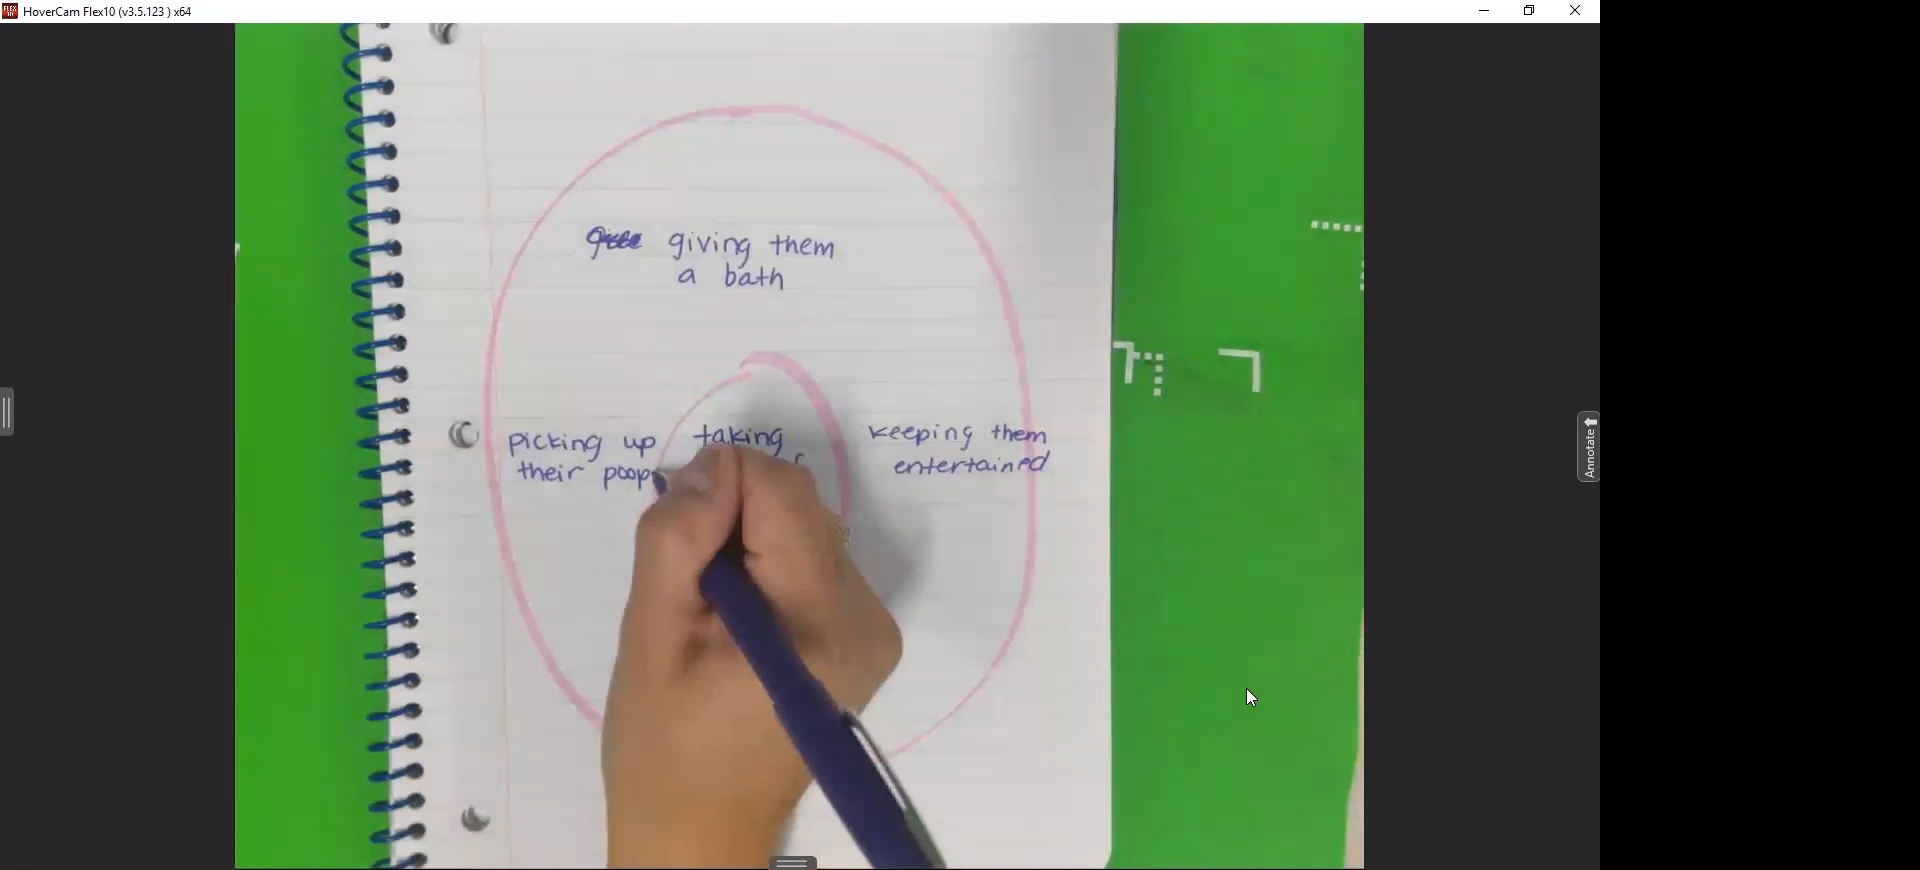 HoverCam Flex10 (v3.5.123 ) x64
giving them
a bath
picking up
their poop
taking
keeping them
entertained
Annotate